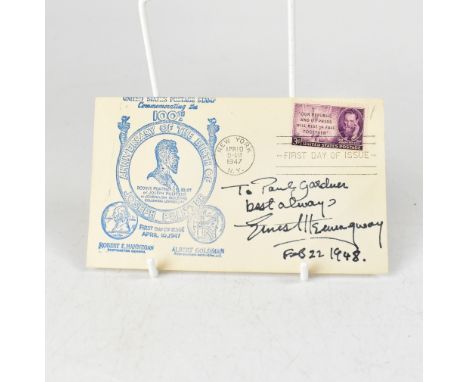 UNITED STATES POSTAGE STAMP
Commemorating the
100th
ANNIVERSARY OF THE BIRTH OF
JOSEPH PULITZER
FIRST DAY OF ISSUE
APRIL 10, 1947
ROBERT E. HANNEGAN
POSTMASTER GENERAL
ALBERT GOLDMAN
NEW YORK
APR 10
1947
N.Y.
"OUR REPUBLIC
AND ITS PRESS
WILL RISE OR FALL
TOGETHER"
3¢ UNITED STATES POSTAGE
FIRST DAY OF ISSUE
To Paul Gardner
best always
Ernest Hemingway
Feb 22 1948.